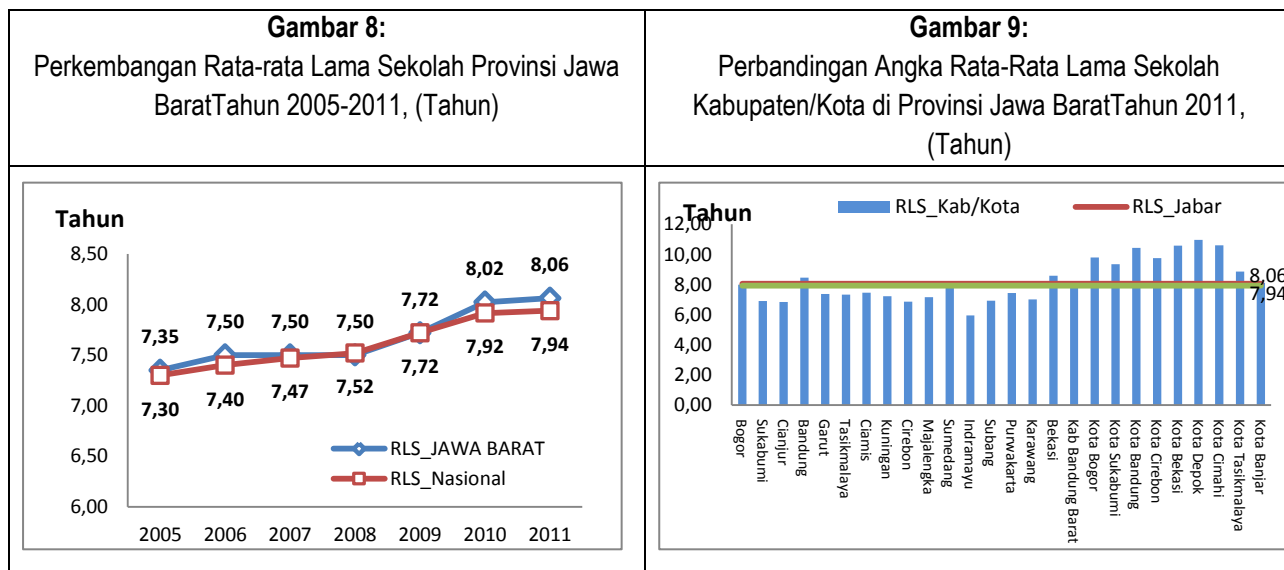 Gambar 8:
Perkembangan Rata-rata Lama Sekolah Provinsi Jawa
BaratTahun 2005-2011, (Tahun)
Gambar 9:
Perbandingan Angka Rata-Rata Lama Sekolah
Kabupaten/Kota di Provinsi Jawa BaratTahun 2011,
(Tahun)
Tahun
8,50
8,00
7,50
7,00
6,50
6,00
7,35
7,50
7,50
7,50
7,72
8,02
8,06
7,30
7,40
7,47
7,52
7,72
7,92
7,94
RLS_JAWA BARAT
RLS_Nasional
2005 2006 2007 2008 2009 2010 2011
Tahun
RLS_Kab/Kota
RLS_Jabar
12,00
10,00
8,00
6,00
4,00
2,00
0,00
8,06
7,94
Bogor
Sukabumi
Cianjur
Bandung
Garut
Tasikmalaya
Ciamis
Kuningan
Cirebon
Majalengka
Sumedang
Indramayu
Subang
Purwakarta
Karawang
Bekasi
Kab Bandung Barat
Kota Bogor
Kota Sukabumi
Kota Bandung
Kota Cirebon
Kota Bekasi
Kota Depok
Kota Cimahi
Kota Tasikmalaya
Kota Banjar